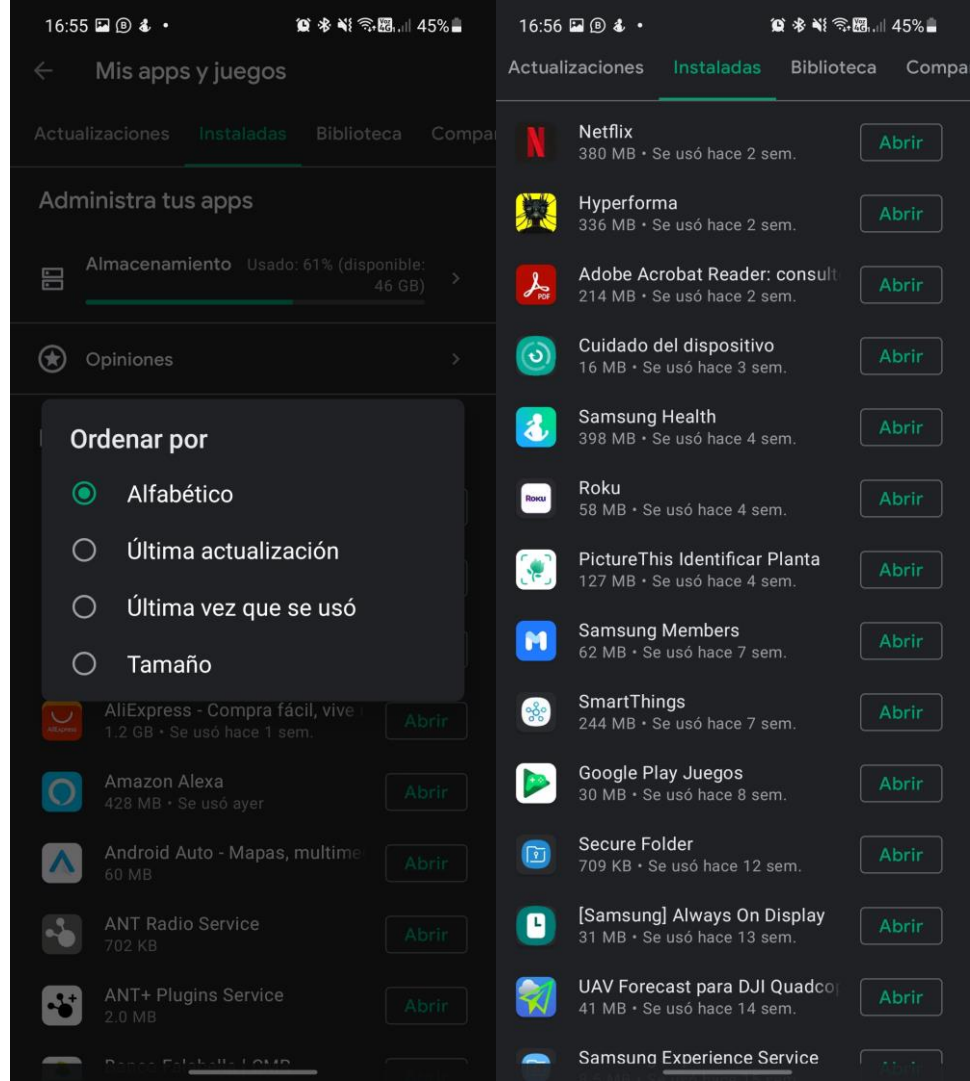 16:55
45%
Mis apps y juegos
Actualizaciones Instaladas Biblioteca Compar
Administra tus apps
Almacenamiento Usado: 61% (disponible:
46 GB)
Opiniones
Ordenar por
Alfabético
Última actualización
Última vez que se usó
Tamaño
AliExpress - Compra fácil, vive
1.2 GB • Se usó hace 1 sem.
Abrir
Amazon Alexa
428 MB • Se usó ayer
Abrir
Android Auto - Mapas, multime
60 MB
Abrir
ANT Radio Service
702 KB
Abrir
ANT+ Plugins Service
2.0 MB
Abrir
16:56
45%
Actualizaciones Instaladas Biblioteca Compa
Netflix
380 MB • Se usó hace 2 sem.
Abrir
Hyperforma
336 MB • Se usó hace 2 sem.
Abrir
Adobe Acrobat Reader: consult
214 MB • Se usó hace 2 sem.
Abrir
Cuidado del dispositivo
16 MB • Se usó hace 3 sem.
Abrir
Samsung Health
398 MB • Se usó hace 4 sem.
Abrir
Roku
Roku
58 MB • Se usó hace 4 sem.
Abrir
PictureThis Identificar Planta
127 MB • Se usó hace 4 sem.
Abrir
Samsung Members
62 MB • Se usó hace 7 sem.
Abrir
SmartThings
244 MB • Se usó hace 7 sem.
Abrir
Google Play Juegos
30 MB • Se usó hace 8 sem.
Abrir
Secure Folder
709 KB • Se usó hace 12 sem.
Abrir
[Samsung] Always On Display
31 MB • Se usó hace 13 sem.
Abrir
UAV Forecast para DJI Quadcop
41 MB • Se usó hace 14 sem.
Abrir
Samsung Experience Service